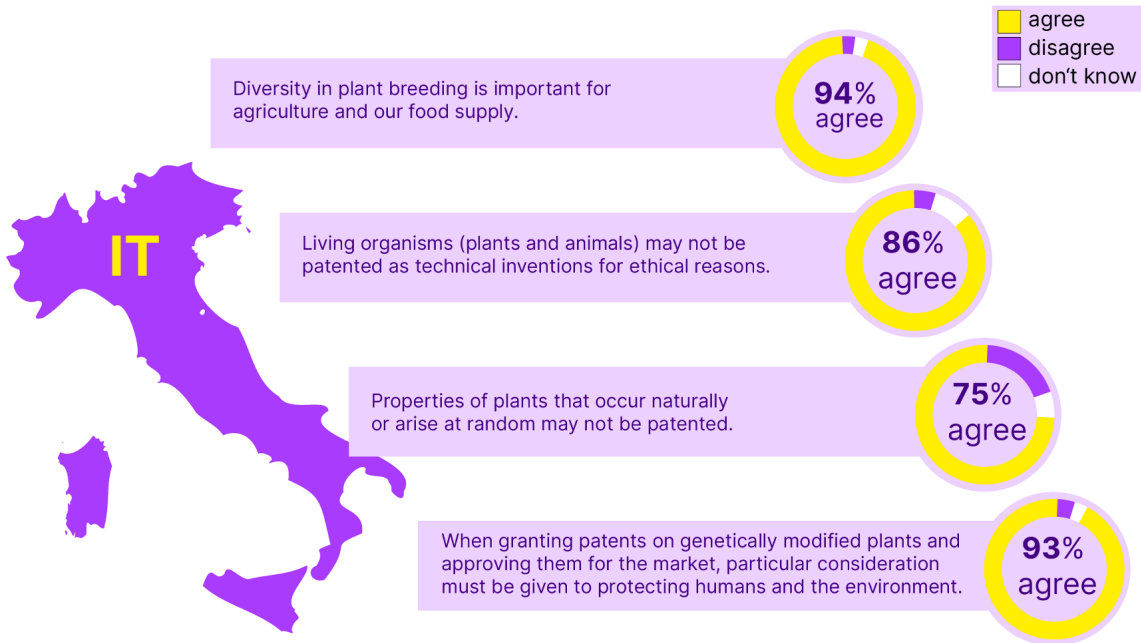 agree
disagree
don't know
Diversity in plant breeding is important for
agriculture and our food supply.
94%
agree
IT
Living organisms (plants and animals) may not be
patented as technical inventions for ethical reasons.
86%
agree
Properties of plants that occur naturally
or arise at random may not be patented.
75%
agree
When granting patents on genetically modified plants and
approving them for the market, particular consideration
must be given to protecting humans and the environment.
93%
agree